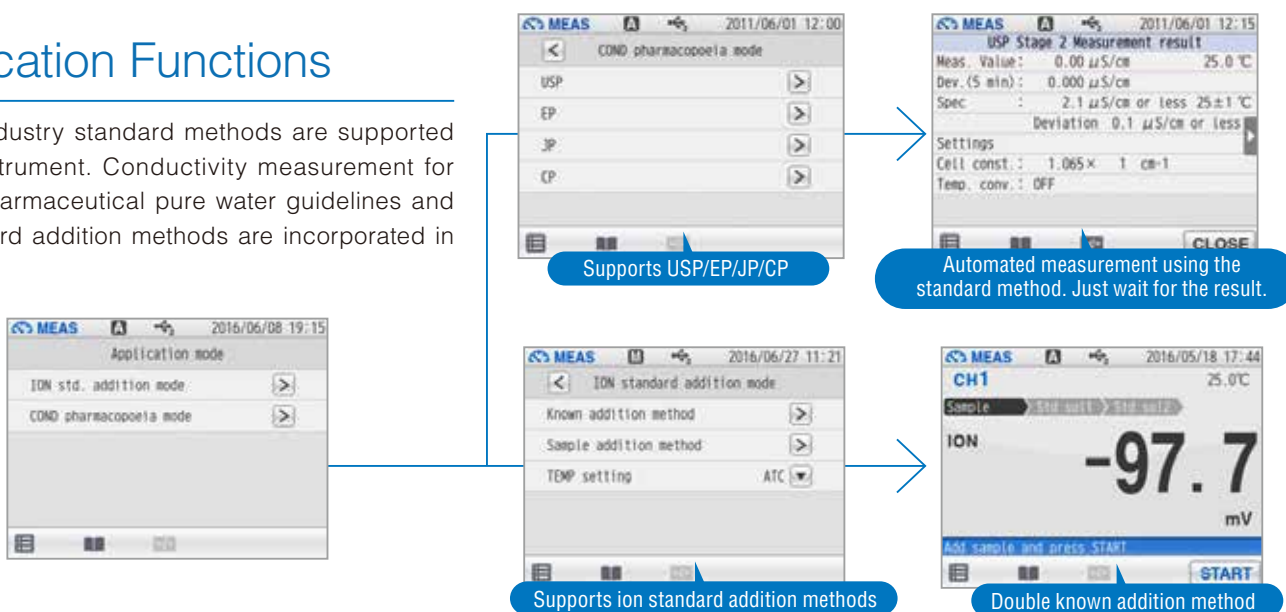 cation Functions
dustry standard methods are supported
strument. Conductivity measurement for
armaceutical pure water guidelines and
rd addition methods are incorporated in
MEAS A 2016/06/08 19:15
Application mode
ION std. addition mode >
COND pharmacopoeia mode >
MEAS A 2011/06/01 12:00
< COND pharmacopoeia mode
USP >
EP >
JP >
CP >
Supports USP/EP/JP/CP
MEAS A 2011/06/01 12:15
USP Stage 2 Measurement result
Meas. Value: 0.00 μS/cm 25.0 ℃
Dev.(5 min): 0.000 μS/cm
Spec : 2.1 μS/cm or less 25±1 ℃
Deviation 0.1 μS/cm or less
Settings
Cell const.: 1.065× 1 cm-1
Temp. conv.: OFF
CLOSE
Automated measurement using the
standard method. Just wait for the result.
MEAS M 2016/06/27 11:21
< ION standard addition mode
Known addition method >
Sample addition method >
TEMP setting ATC ▼
Supports ion standard addition methods
MEAS A 2016/05/18 17:44
CH1 25.0℃
Sample
ION -97.7
mV
Add sample and press START
START
Double known addition method